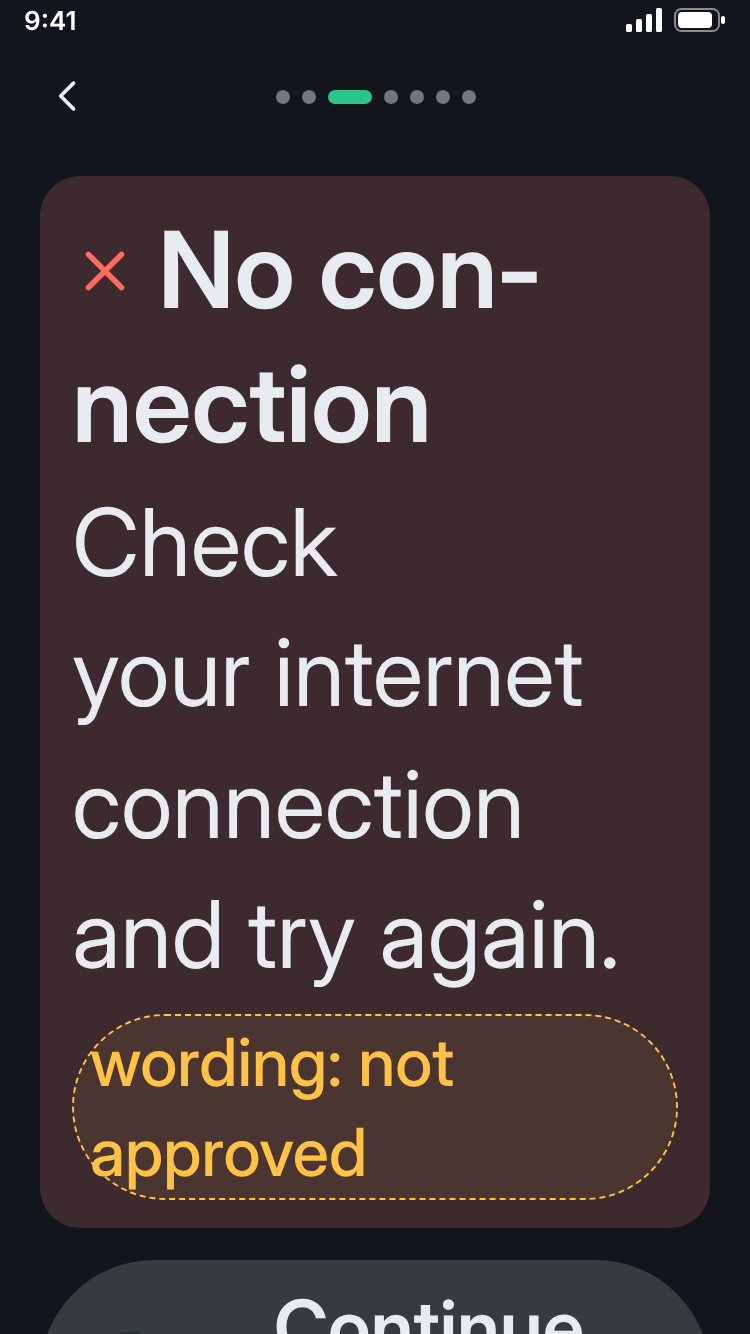 9:41
No con-
nection
Check
your internet
connection
and try again.
wording: not
approved
Continue